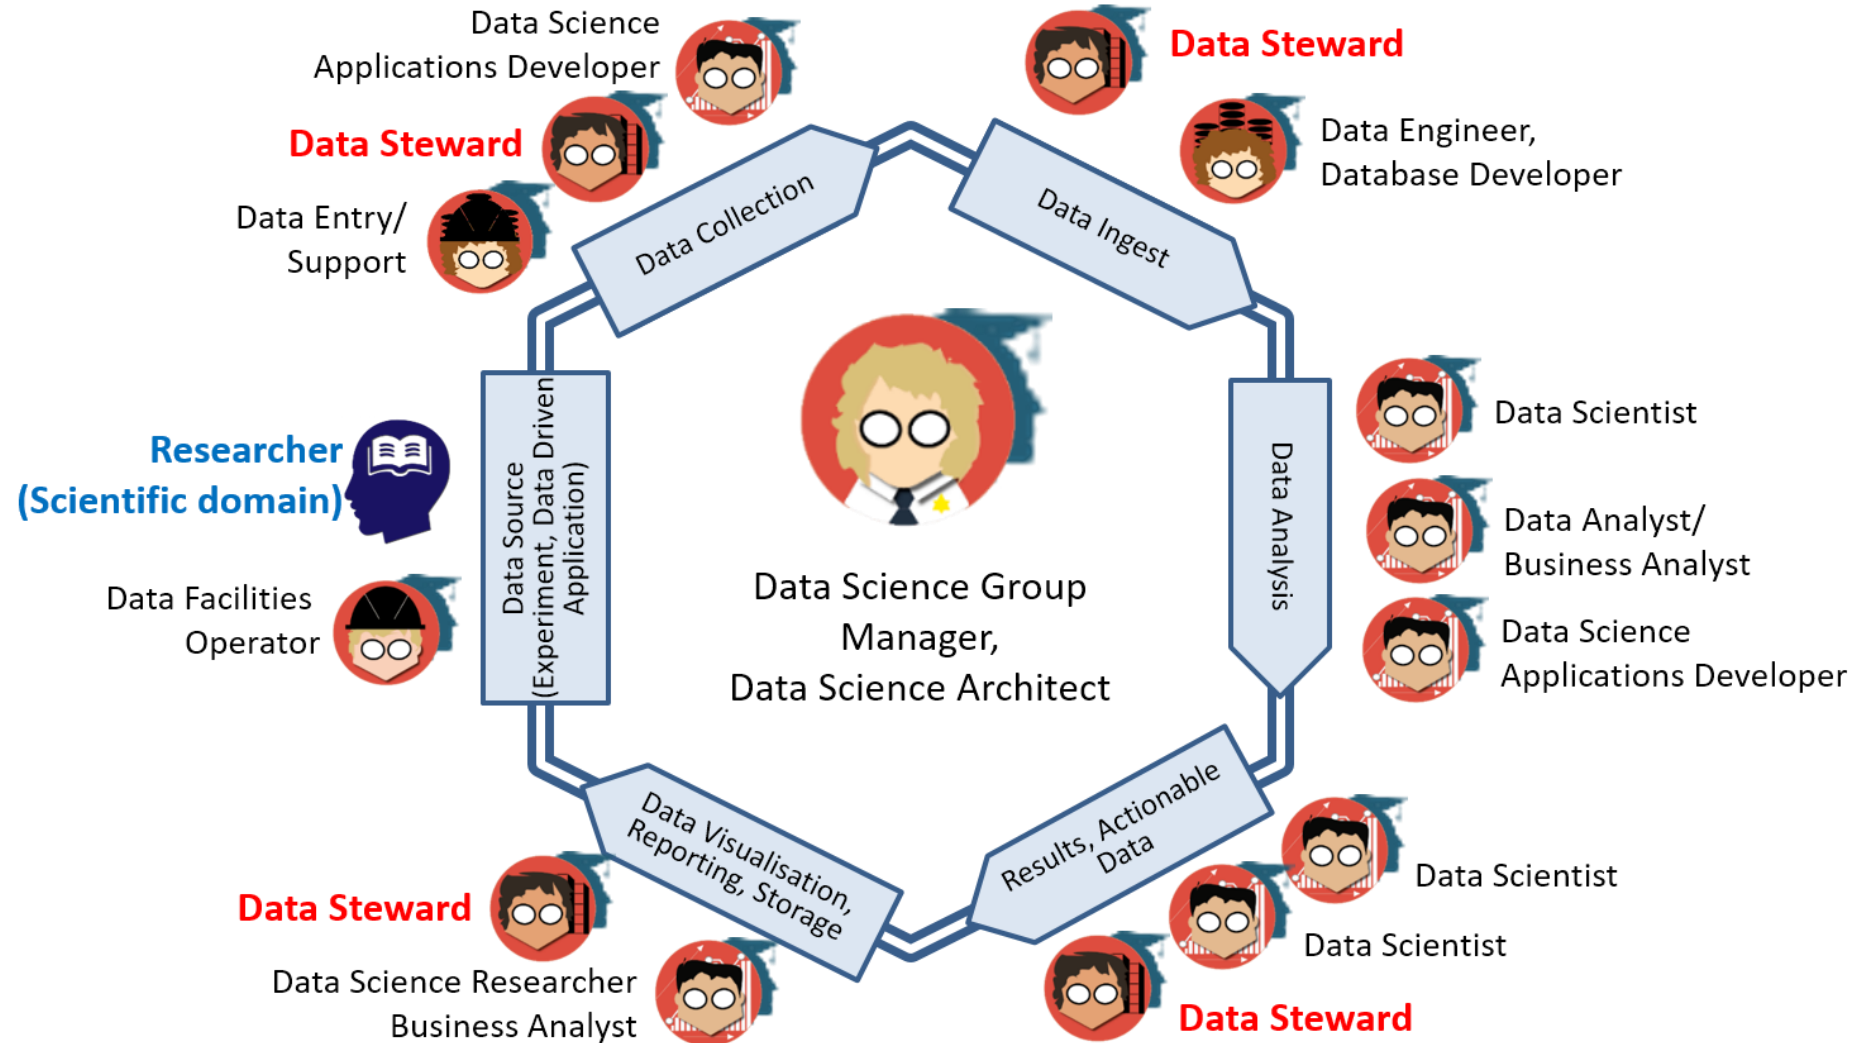 Data Science
Applications Developer
Data Steward
Data Entry/
Support
Data Collection
Data Steward
Data Engineer,
Database Developer
Data Ingest
Researcher
(Scientific domain)
Data Facilities
Operator
Data Source
(Experiment, Data Driven
Application)
Data Science Group
Manager,
Data Science Architect
Data Analysis
Data Scientist
Data Analyst/
Business Analyst
Data Science
Applications Developer
Results, Actionable
Data
Data Scientist
Data Scientist
Data Steward
Data Visualisation,
Reporting, Storage
Data Steward
Data Science Researcher
Business Analyst